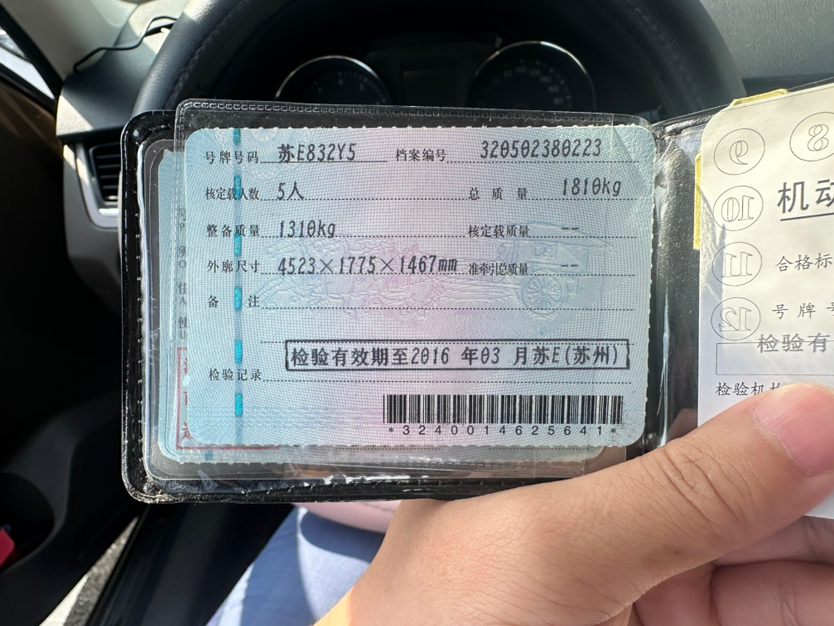 号牌号码 苏E832Y5 档案编号 320502380223
核定载人数 5人 总质量 1810kg
整备质量 1310kg 核定载质量 --
外廓尺寸 4523×1775×1467mm 准牵引总质量 --
备注
检验记录 检验有效期至2016 年03 月苏E(苏州)
*3240014625641*
8
9
10
11
12
机动
合格标
号牌号
检验有
检验机